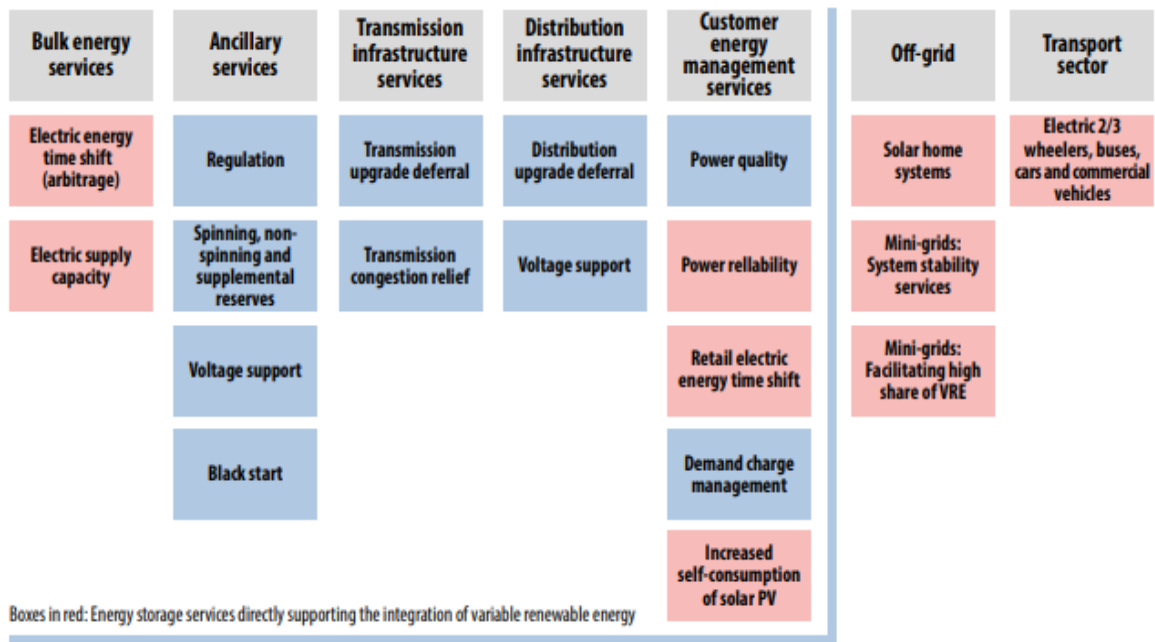 Bulk energy
services
Ancillary
services
Transmission
infrastructure
services
Distribution
infrastructure
services
Customer
energy
management
services
Off-grid
Transport
sector
Electric energy
time shift
(arbitrage)
Regulation
Transmission
upgrade deferral
Distribution
upgrade deferral
Power quality
Solar home
systems
Electric 2/3
wheelers, buses,
cars and commercial
vehicles
Electric supply
capacity
Spinning, non-
spinning and
supplemental
reserves
Transmission
congestion relief
Voltage support
Power rellability
Mini-grids:
System stability
services
Voltage support
Retail electric
energy time shift
Mini-grids:
Facilitating high
share of VRE
Black start
Demand charge
management
Increased
self-consumption
of solar PV
Boxes in red: Energy storage services directly supporting the integration of variable renewable energy